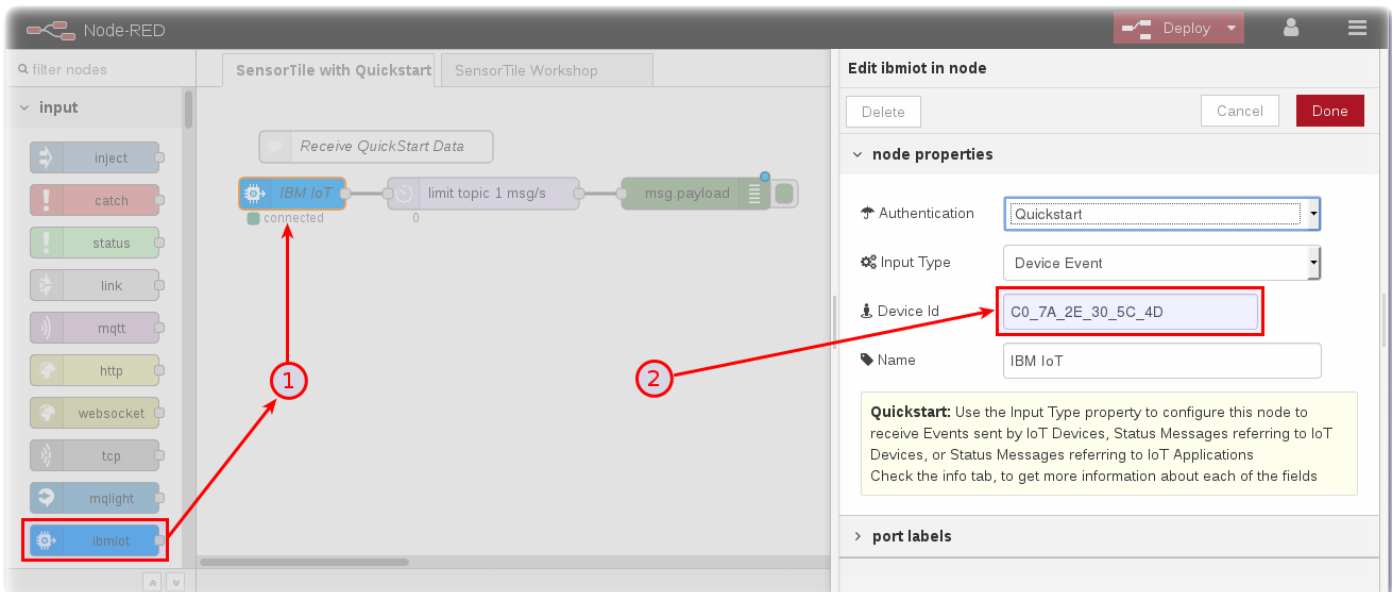 Node-RED
Deploy
filter nodes
SensorTile with Quickstart
SensorTile Workshop
input
inject
catch
status
link
mqtt
http
websocket
tcp
mqlight
ibmiot
Receive QuickStart Data
IBM IoT
connected
limit topic 1 msg/s
0
msg.payload
1
2
Edit ibmiot in node
Delete
Cancel
Done
node properties
Authentication
Quickstart
Input Type
Device Event
Device Id
C0_7A_2E_30_5C_4D
Name
IBM IoT
Quickstart: Use the Input Type property to configure this node to
receive Events sent by IoT Devices, Status Messages referring to IoT
Devices, or Status Messages referring to IoT Applications
Check the info tab, to get more information about each of the fields
port labels